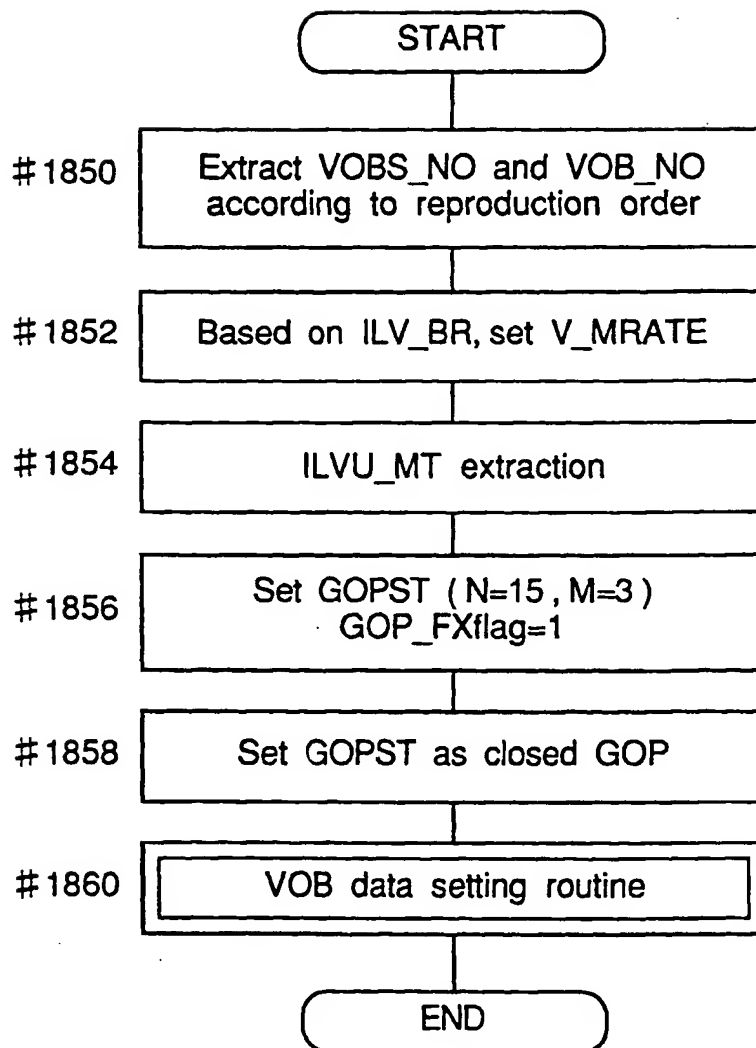 START
#1850
Extract VOBS_NO and VOB_NO
according to reproduction order
#1852
Based on ILV_BR, set V_MRATE
#1854
ILVU_MT extraction
#1856
Set GOPST ( N=15 , M=3 )
GOP_FXflag=1
#1858
Set GOPST as closed GOP
#1860
VOB data setting routine
END